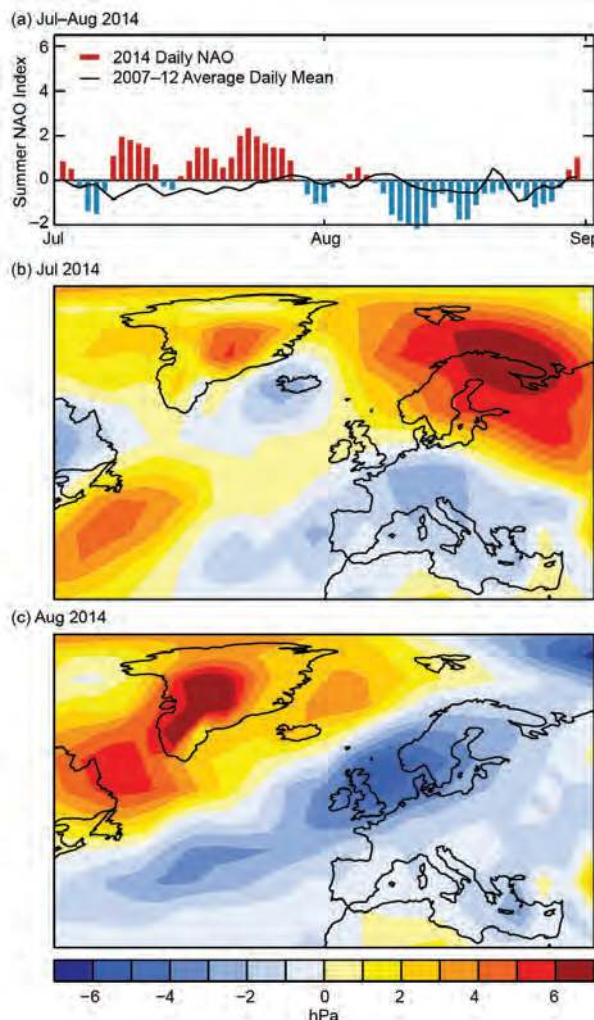 (a) Jul–Aug 2014
6
4
2
0
−2
Summer NAO Index
2014 Daily NAO
2007–12 Average Daily Mean
Jul
Aug
Sep
(b) Jul 2014
(c) Aug 2014
−6
−4
−2
0
2
4
6
hPa